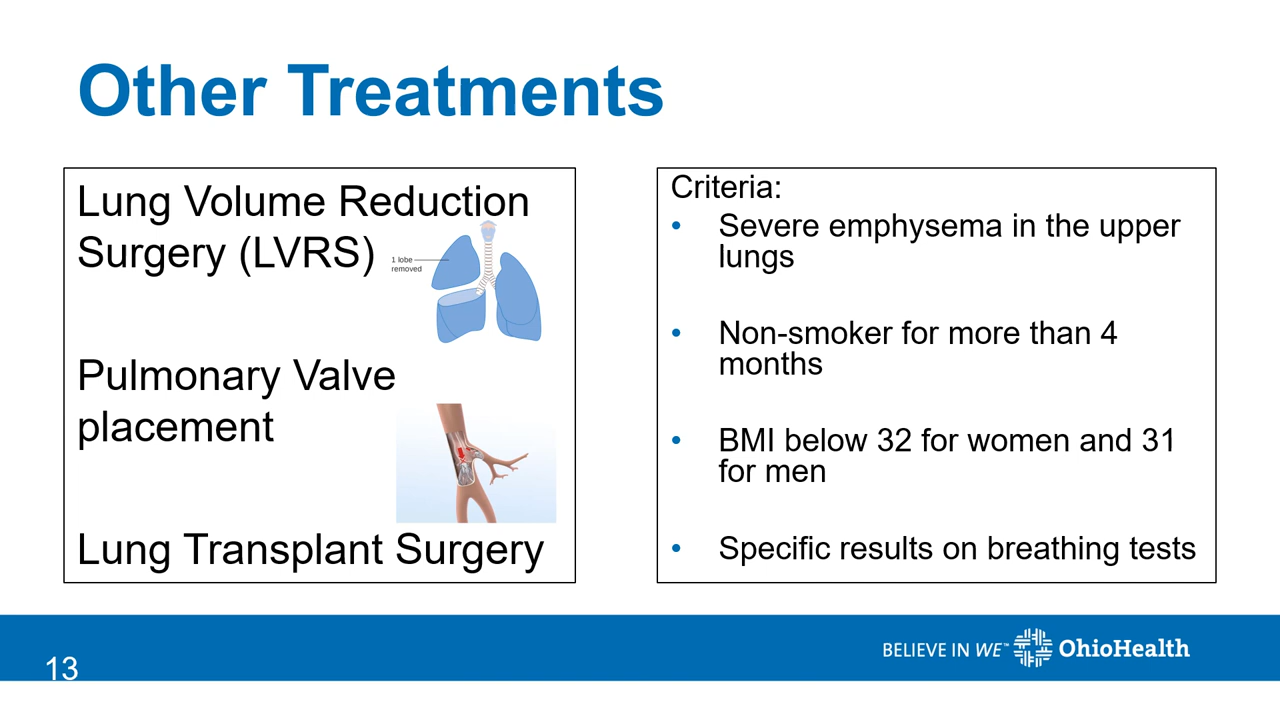 Other Treatments
Lung Volume Reduction
Surgery (LVRS)
1 lobe
removed
Pulmonary Valve
placement
Lung Transplant Surgery
Criteria:
• Severe emphysema in the upper
lungs
• Non-smoker for more than 4
months
• BMI below 32 for women and 31
for men
• Specific results on breathing tests
13
BELIEVE IN WE™ OhioHealth